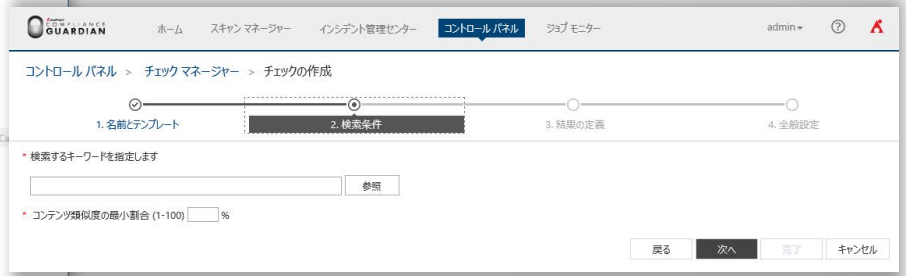 AvePoint
COMPLIANCE
GUARDIAN
ホーム スキャン マネージャー インシデント管理センター コントロール パネル ジョブ モニター admin ?
コントロール パネル > チェック マネージャー > チェックの作成
1. 名前とテンプレート 2. 検索条件 3. 結果の定義 4. 全般設定
* 検索するキーワードを指定します
参照
* コンテンツ類似度の最小割合 (1-100) %
戻る 次へ 完了 キャンセル